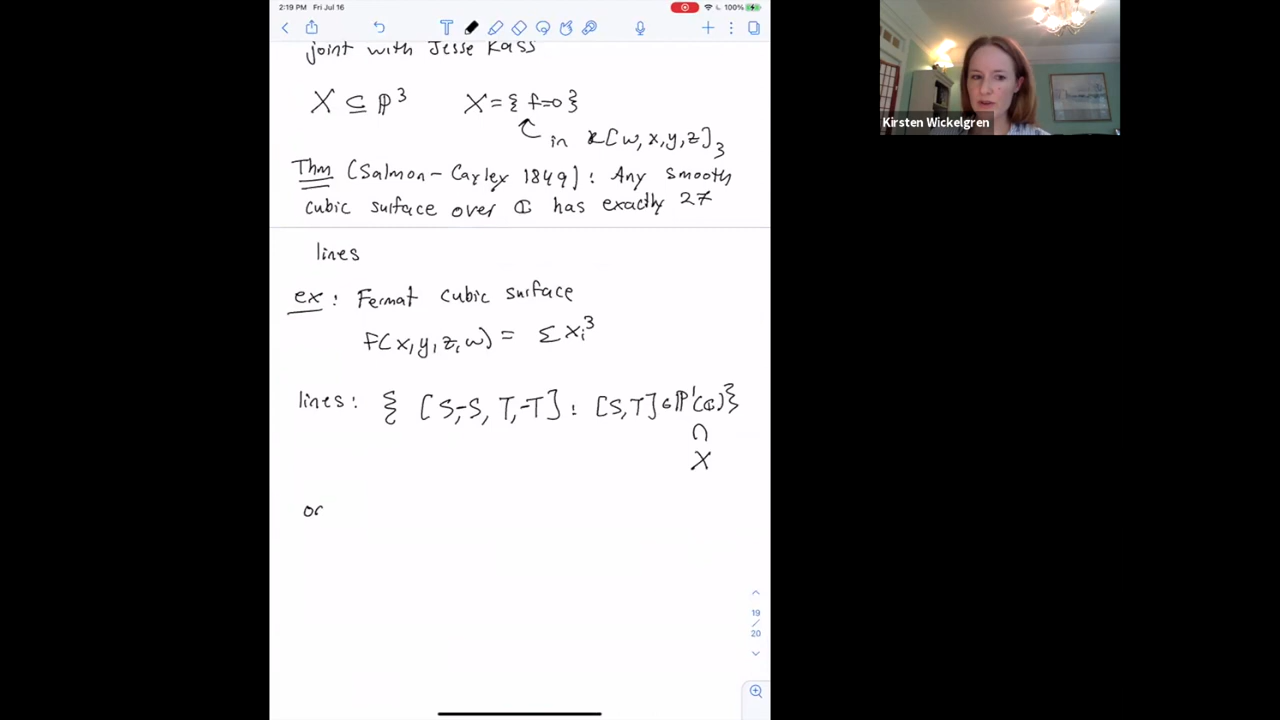 2:19 PM Fri Jul 16
100%
joint with Jesse Kass
X ⊆ ℙ³ X = { f=0 }
in k[w,x,y,z]₃
Thm (Salmon-Cayley 1849): Any smooth
cubic surface over ℂ has exactly 27
lines
ex: Fermat cubic surface
f(x,y,z,w) = Σ xᵢ³
lines: { [S,-S, T,-T] : [S,T] ∈ ℙ¹(ℂ) }
∩
X
or
19
/
20
Kirsten Wickelgren